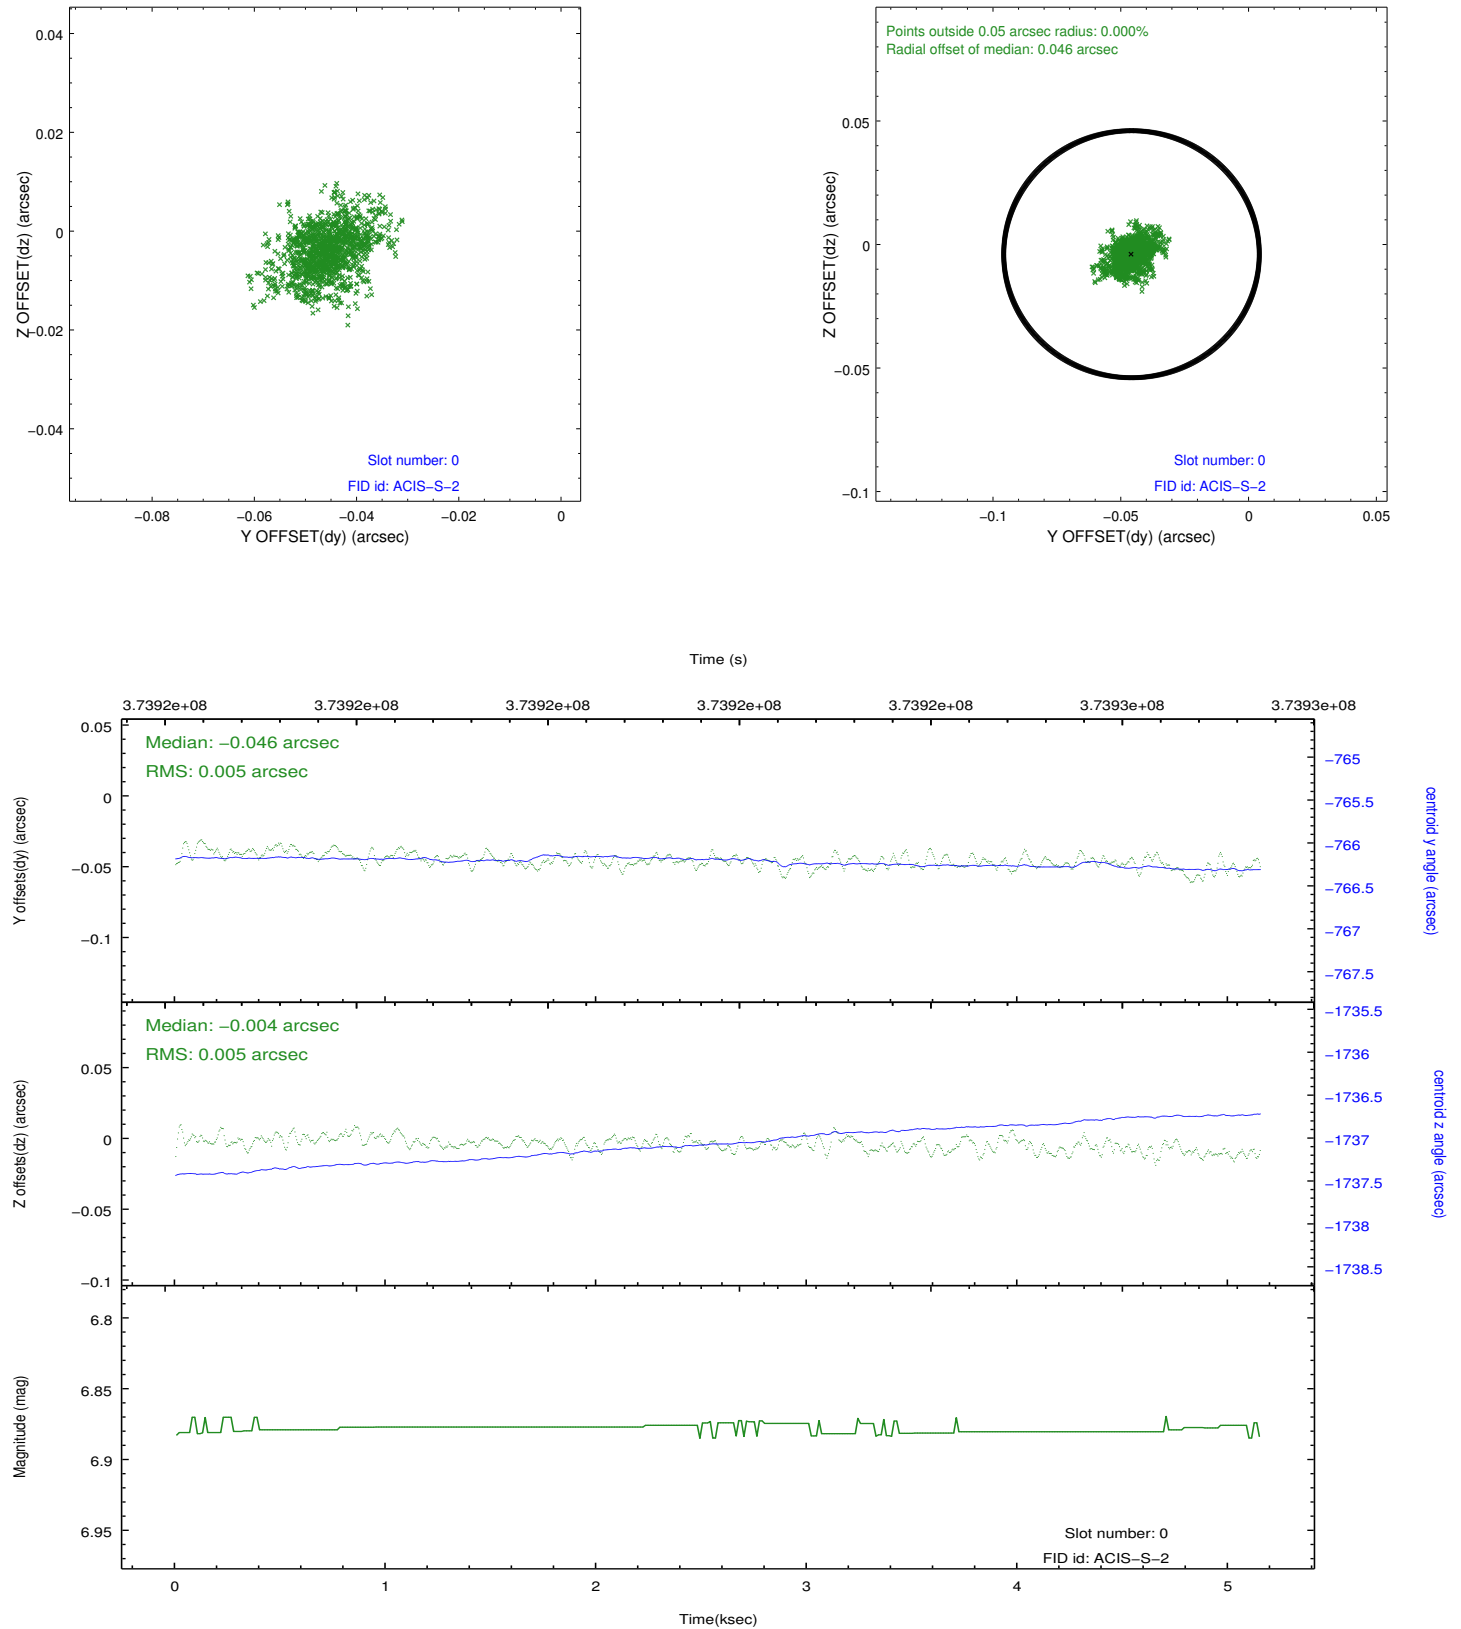 0.04
0.02
0
−0.02
−0.04
Z OFFSET(dz) (arcsec)
Slot number: 0
FID id: ACIS−S−2
−0.08 −0.06 −0.04 −0.02 0
Y OFFSET(dy) (arcsec)
Points outside 0.05 arcsec radius: 0.000%
Radial offset of median: 0.046 arcsec
0.05
0
−0.05
−0.1
Z OFFSET(dz) (arcsec)
Slot number: 0
FID id: ACIS−S−2
−0.1 −0.05 0 0.05
Y OFFSET(dy) (arcsec)
Time (s)
3.7392e+08 3.7392e+08 3.7392e+08 3.7392e+08 3.7392e+08 3.7393e+08 3.7393e+08
Median: −0.046 arcsec
RMS: 0.005 arcsec
0.05
0
−0.05
−0.1
Y offsets(dy) (arcsec)
−765
−765.5
−766
−766.5
−767
−767.5
centroid y angle (arcsec)
Median: −0.004 arcsec
RMS: 0.005 arcsec
0.05
0
−0.05
−0.1
Z offsets(dz) (arcsec)
−1735.5
−1736
−1736.5
−1737
−1737.5
−1738
−1738.5
centroid z angle (arcsec)
6.8
6.85
6.9
6.95
Magnitude (mag)
Slot number: 0
FID id: ACIS−S−2
0 1 2 3 4 5
Time(ksec)